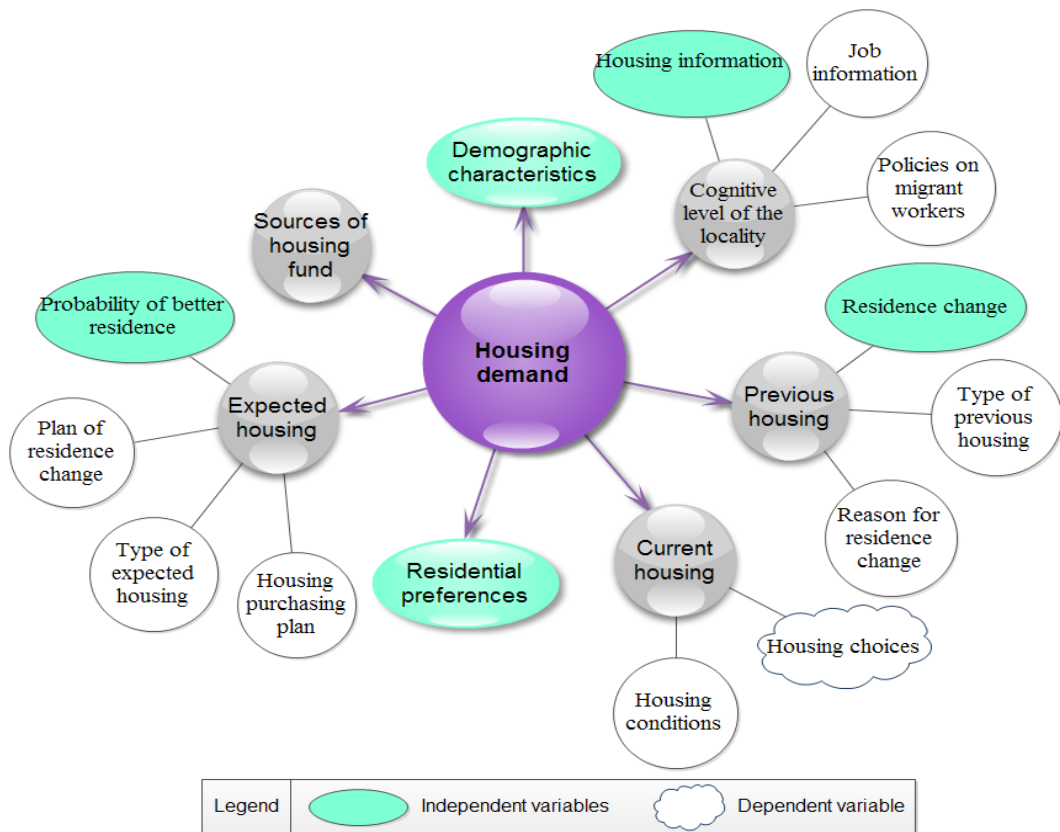 Housing information
Job
information
Demographic
characteristics
Policies on
migrant
workers
Cognitive
level of the
locality
Sources of
housing
fund
Probability of better
residence
Residence change
Housing
demand
Expected
housing
Previous
housing
Type of
previous
housing
Plan of
residence
change
Reason for
residence
change
Type of
expected
housing
Housing
purchasing
plan
Residential
preferences
Current
housing
Housing choices
Housing
conditions
Legend
Independent variables
Dependent variable